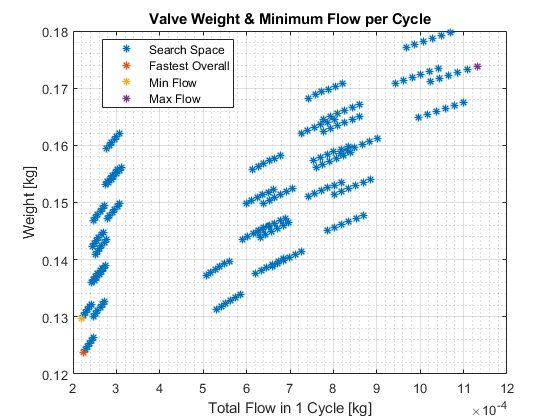 Valve Weight & Minimum Flow per Cycle
0.18
0.17
0.16
0.15
0.14
0.13
0.12
Weight [kg]
Search Space
Fastest Overall
Min Flow
Max Flow
2 3 4 5 6 7 8 9 10 11 12
Total Flow in 1 Cycle [kg]
×10⁻⁴